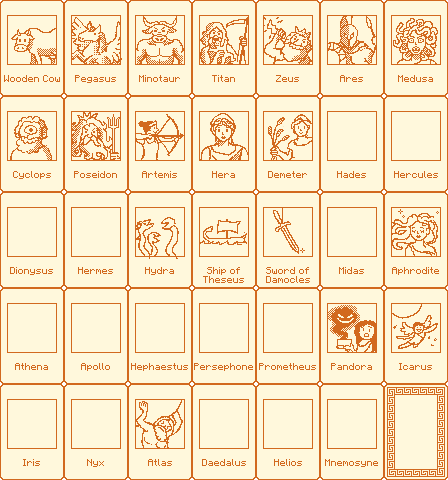 Wooden Cow
Pegasus
Minotaur
Titan
Zeus
Ares
Medusa
Cyclops
Poseidon
Artemis
Hera
Demeter
Hades
Hercules
Dionysus
Hermes
Hydra
Ship of
Theseus
Sword of
Damocles
Midas
Aphrodite
Athena
Apollo
Hephaestus
Persephone
Prometheus
Pandora
Icarus
Iris
Nyx
Atlas
Daedalus
Helios
Mnemosyne